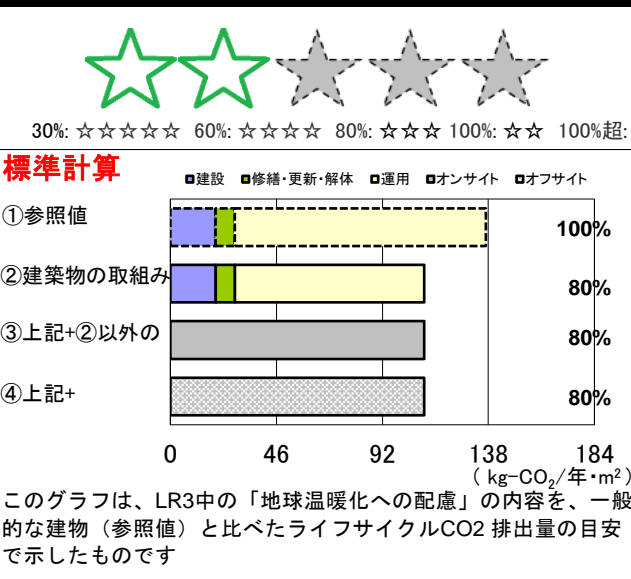 30%: ☆☆☆☆☆ 60%: ☆☆☆☆ 80%: ☆☆☆ 100%: ☆☆ 100%超:
標準計算
■建設 ■修繕・更新・解体 □運用 ■オンサイト ■オフサイト
①参照値 100%
②建築物の取組み 80%
③上記+②以外の 80%
④上記+ 80%
0 46 92 138 184
( kg-CO₂/年・m² )
このグラフは、LR3中の「地球温暖化への配慮」の内容を、一般
的な建物（参照値）と比べたライフサイクルCO2 排出量の目安
で示したものです